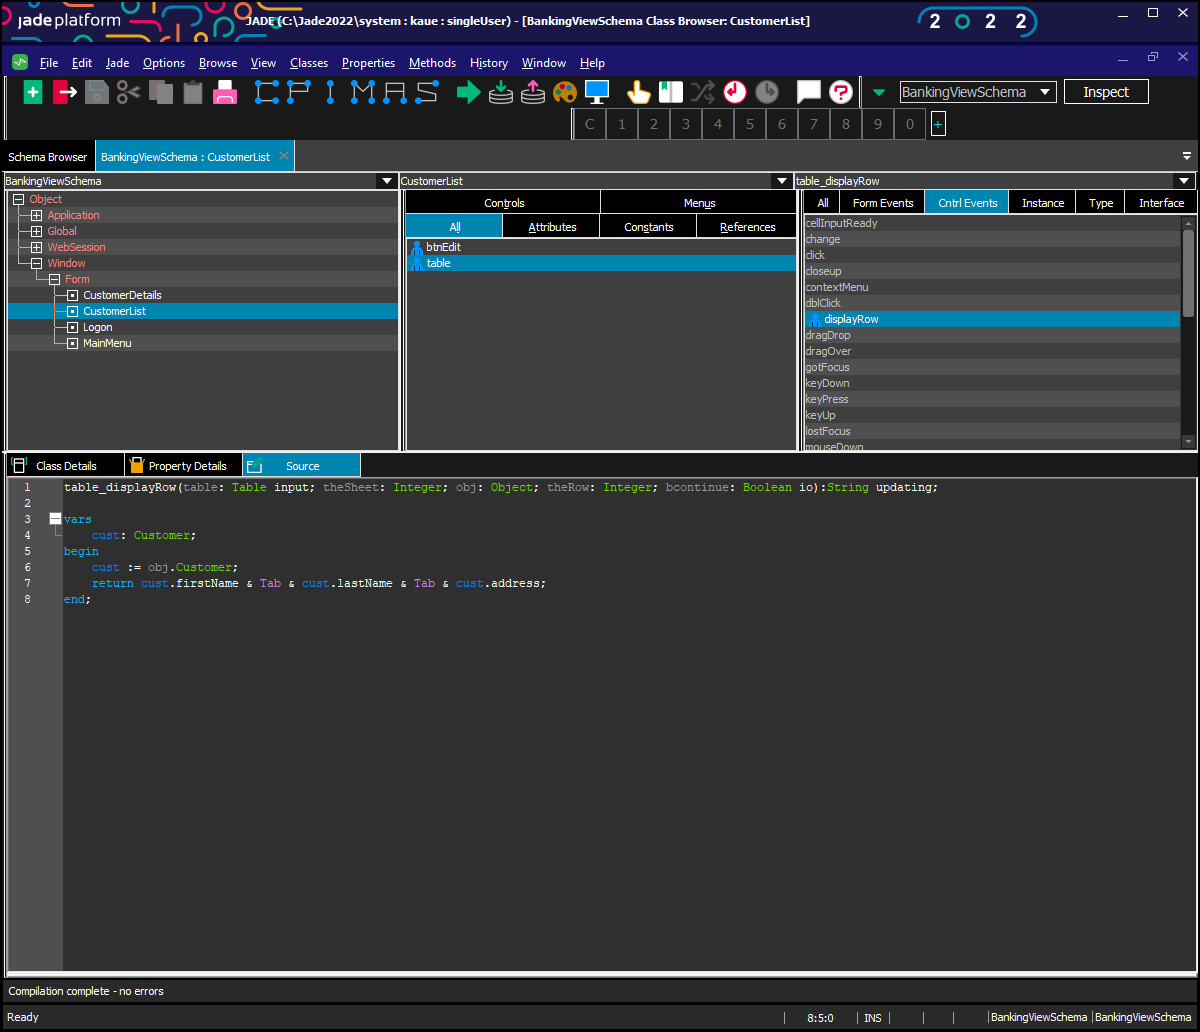 jadeplatform
JADE [C:\Jade2022\system : kaue : singleUser} - [BankingViewSchema Class Browser: CustomerList]
2 0 2 2
File Edit Jade Options Browse View Classes Properties Methods History Window Help
C P I M A S
BankingViewSchema
Inspect
C 1 2 3 4 5 6 7 8 9 0 +
Schema Browser
BankingViewSchema : CustomerList
BankingViewSchema
Object
Application
Global
WebSession
Window
Form
CustomerDetails
CustomerList
Logon
MainMenu
CustomerList
Controls Menus
All Attributes Constants References
btnEdit
table
table_displayRow
All Form Events Cntrl Events Instance Type Interface
cellInputReady
change
click
closeup
contextMenu
dblClick
displayRow
dragDrop
dragOver
gotFocus
keyDown
keyPress
keyUp
lostFocus
mouseDown
Class Details Property Details Source
1 table_displayRow(table: Table input; theSheet: Integer; obj: Object; theRow: Integer; bcontinue: Boolean io):String updating;
2
3 vars
4 cust: Customer;
5 begin
6 cust := obj.Customer;
7 return cust.firstName & Tab & cust.lastName & Tab & cust.address;
8 end;
Compilation complete - no errors
Ready
8:5:0 INS BankingViewSchema BankingViewSchema